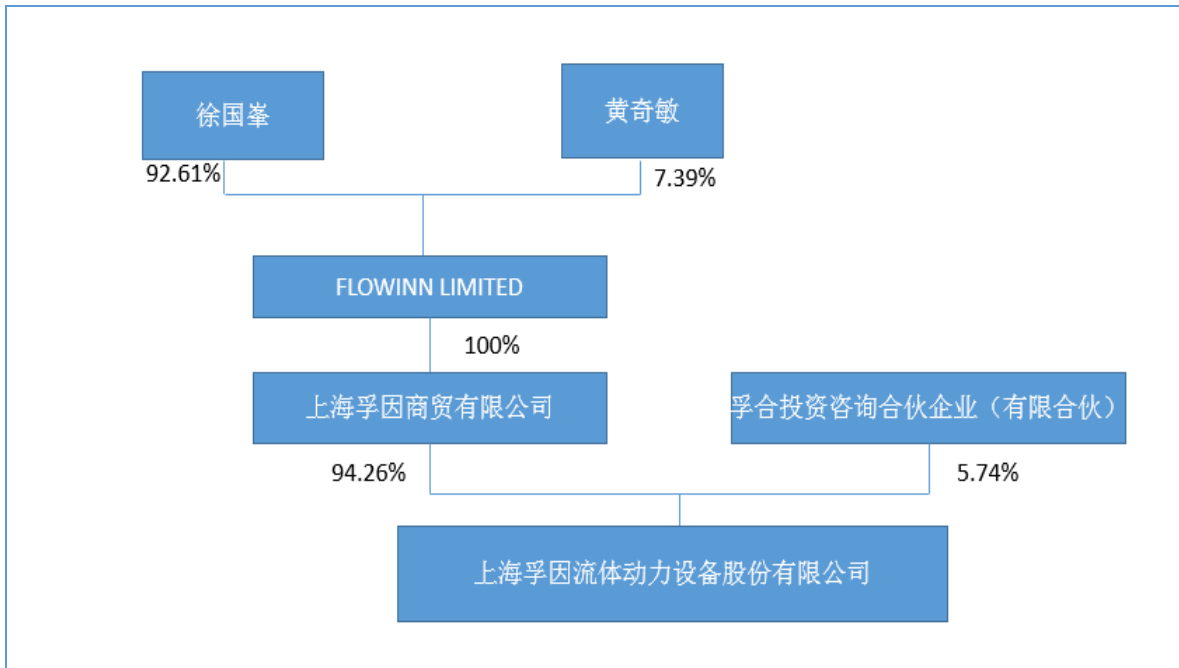 徐国峯
黄奇敏
92.61%
7.39%
FLOWINN LIMITED
100%
上海孚因商贸有限公司
孚合投资咨询合伙企业（有限合伙）
94.26%
5.74%
上海孚因流体动力设备股份有限公司